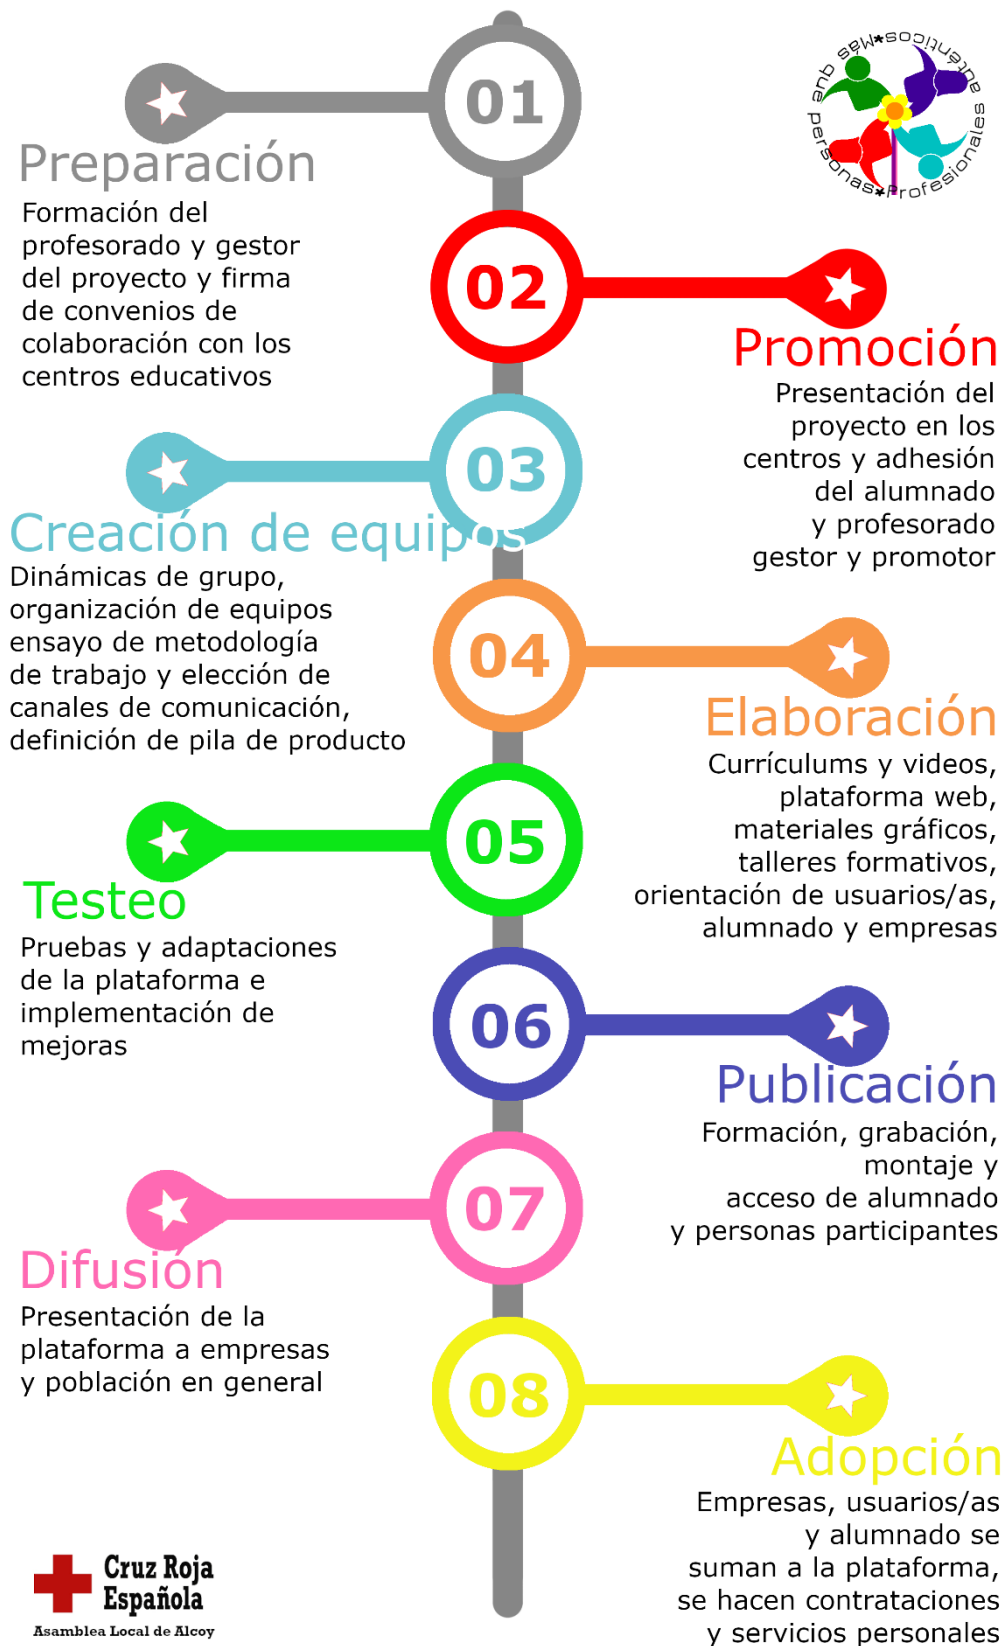 01
Más que personas*Profesionales auténticos*
Preparación
Formación del
profesorado y gestor
del proyecto y firma
de convenios de
colaboración con los
centros educativos
02
Promoción
Presentación del
proyecto en los
centros y adhesión
del alumnado
y profesorado
gestor y promotor
03
Creación de equipos
Dinámicas de grupo,
organización de equipos
ensayo de metodología
de trabajo y elección de
canales de comunicación,
definición de pila de producto
04
Elaboración
Currículums y videos,
plataforma web,
materiales gráficos,
talleres formativos,
orientación de usuarios/as,
alumnado y empresas
05
Testeo
Pruebas y adaptaciones
de la plataforma e
implementación de
mejoras
06
Publicación
Formación, grabación,
montaje y
acceso de alumnado
y personas participantes
07
Difusión
Presentación de la
plataforma a empresas
y población en general
08
Adopción
Empresas, usuarios/as
y alumnado se
suman a la plataforma,
se hacen contrataciones
y servicios personales
Cruz Roja
Española
Asamblea Local de Alcoy